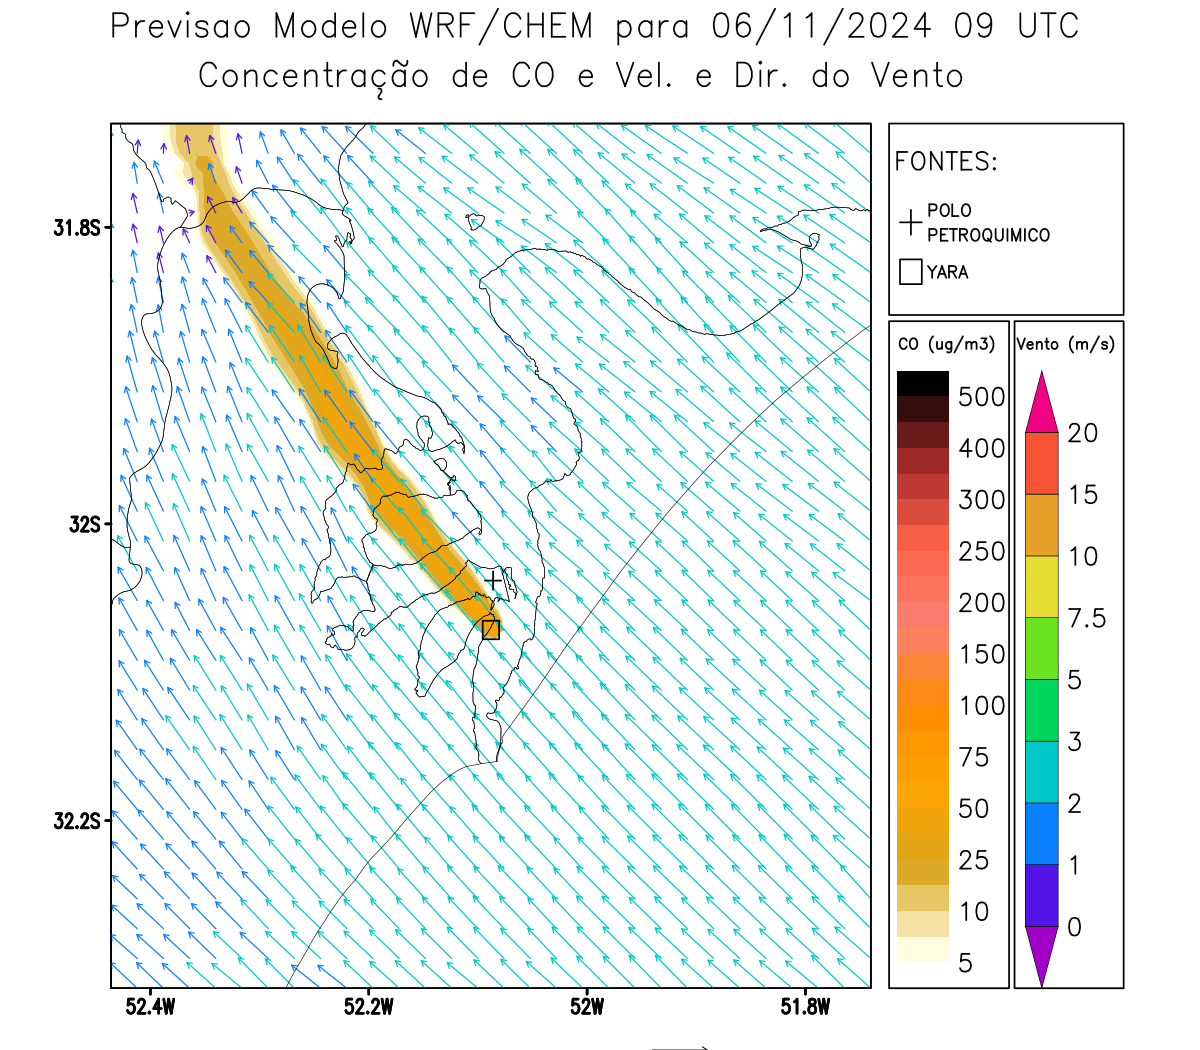 Previsao Modelo WRF/CHEM para 06/11/2024 09 UTC
Concentração de CO e Vel. e Dir. do Vento
FONTES:
POLO
PETROQUIMICO
YARA
CO (ug/m3)
500
400
300
250
200
150
100
75
50
25
10
5
Vento (m/s)
20
15
10
7.5
5
3
2
1
0
31.8S
32S
32.2S
52.4W
52.2W
52W
51.8W